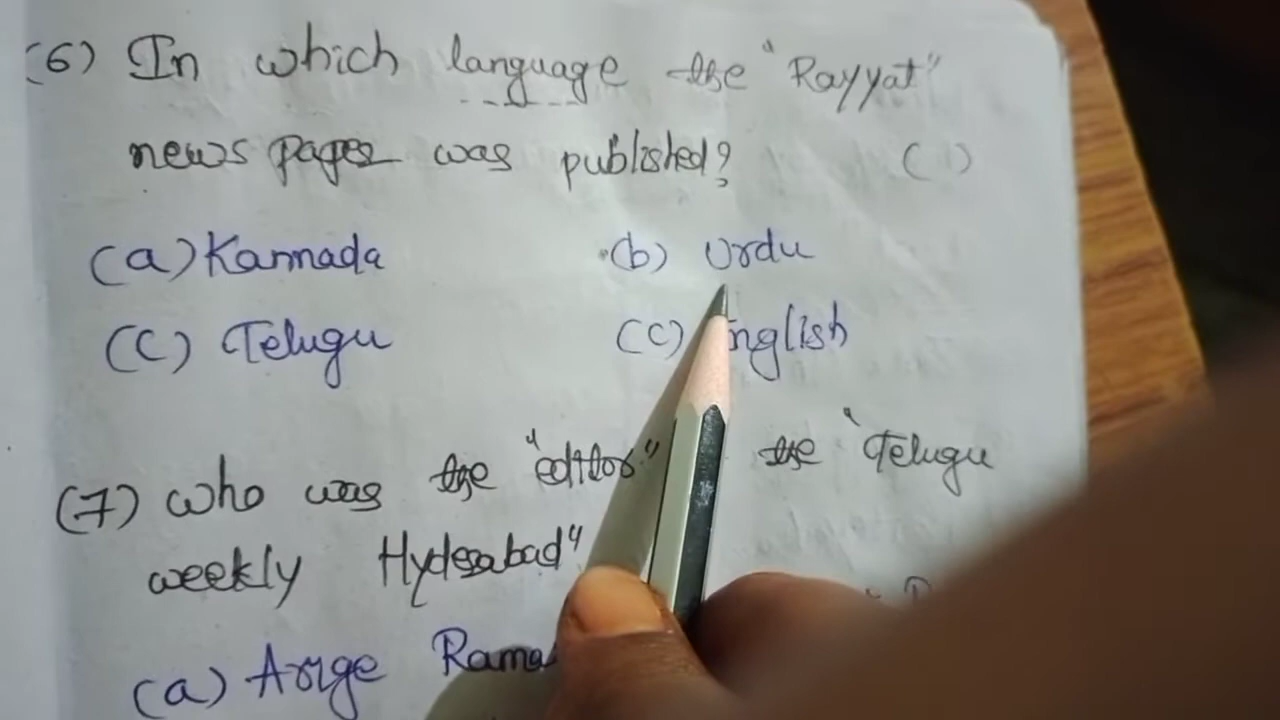 (6) In which language the "Rayyat"
news paper was published? ( )
(a) Kannada (b) Urdu
(c) Telugu (c) English
(7) Who was the "editor" the "Telugu
weekly Hyderabad"
(a) Arige Rama